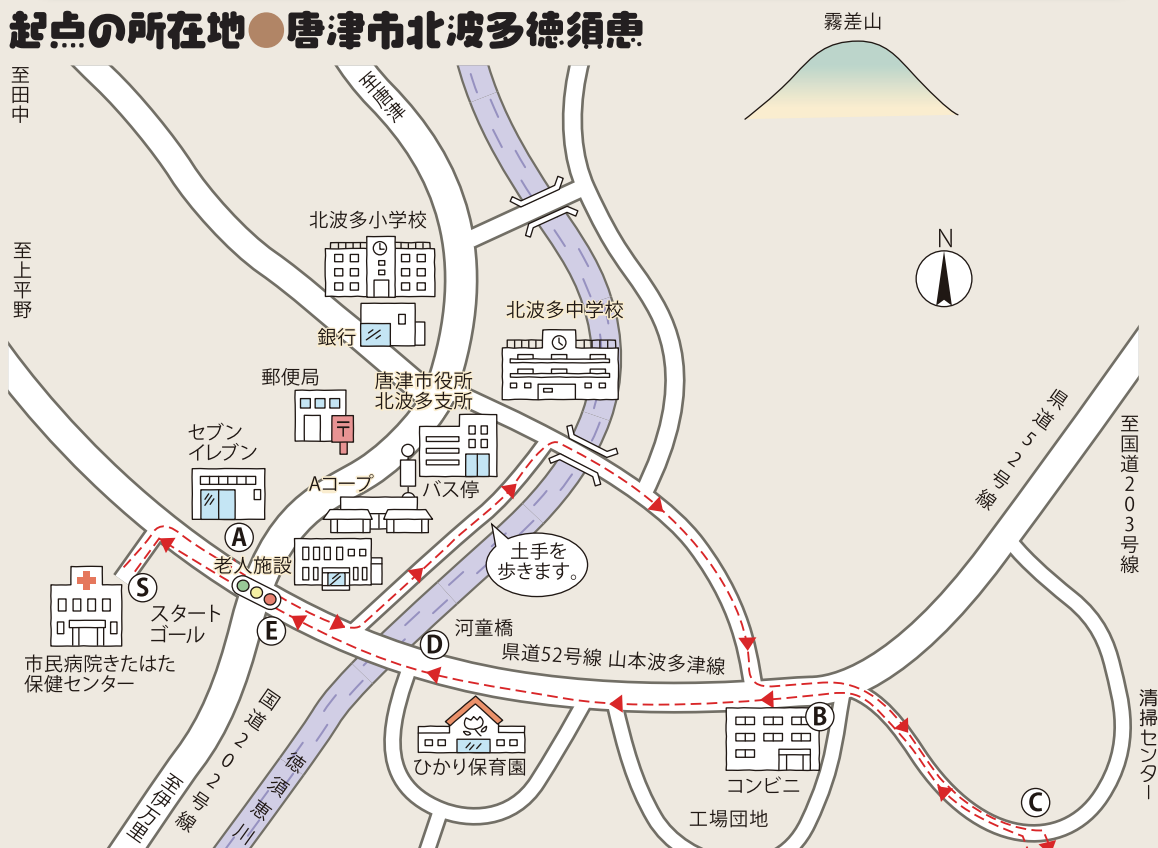 起点の所在地●唐津市北波多徳須恵
霧差山
至田中
至唐津
至上平野
北波多小学校
N
銀行
北波多中学校
郵便局
唐津市役所
北波多支所
県道52号線
至国道203号線
セブン
イレブン
Aコープ
バス停
A
土手を
歩きます。
老人施設
S
スタート
ゴール
E
D
河童橋
県道52号線 山本波多津線
市民病院きたはた
保健センター
国道202号線
至伊万里
徳須恵川
ひかり保育園
B
コンビニ
工場団地
C
清掃センター